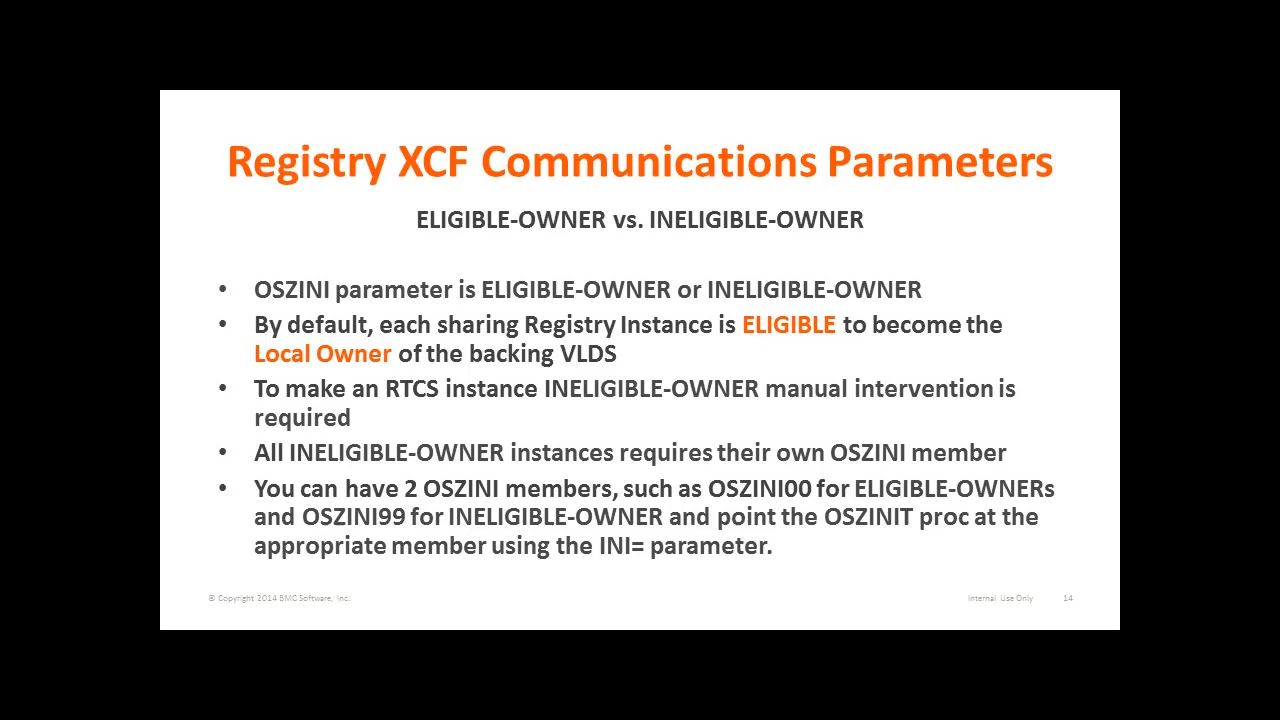 Registry XCF Communications Parameters
ELIGIBLE-OWNER vs. INELIGIBLE-OWNER
• OSZINI parameter is ELIGIBLE-OWNER or INELIGIBLE-OWNER
• By default, each sharing Registry Instance is ELIGIBLE to become the
Local Owner of the backing VLDS
• To make an RTCS instance INELIGIBLE-OWNER manual intervention is
required
• All INELIGIBLE-OWNER instances requires their own OSZINI member
• You can have 2 OSZINI members, such as OSZINI00 for ELIGIBLE-OWNERs
and OSZINI99 for INELIGIBLE-OWNER and point the OSZINIT proc at the
appropriate member using the INI= parameter.
© Copyright 2014 BMC Software, Inc. Internal Use Only 14